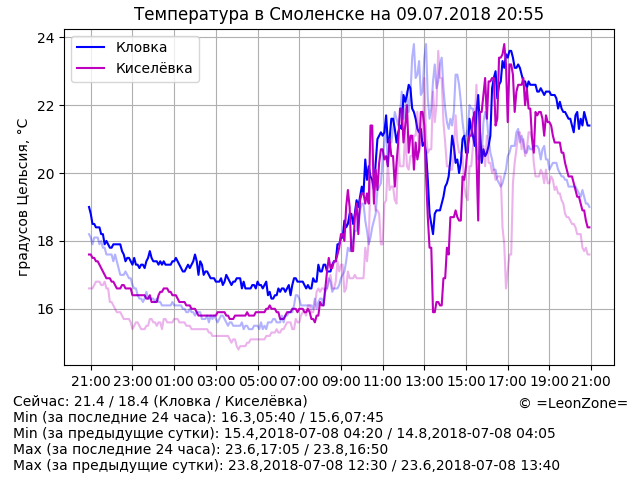 Температура в Смоленске на 09.07.2018 20:55
Кловка
Киселёвка
градусов Цельсия, °C
24
22
20
18
16
21:00 23:00 01:00 03:00 05:00 07:00 09:00 11:00 13:00 15:00 17:00 19:00 21:00
Сейчас: 21.4 / 18.4 (Кловка / Киселёвка)
© =LeonZone=
Min (за последние 24 часа): 16.3,05:40 / 15.6,07:45
Min (за предыдущие сутки): 15.4,2018-07-08 04:20 / 14.8,2018-07-08 04:05
Max (за последние 24 часа): 23.6,17:05 / 23.8,16:50
Max (за предыдущие сутки): 23.8,2018-07-08 12:30 / 23.6,2018-07-08 13:40